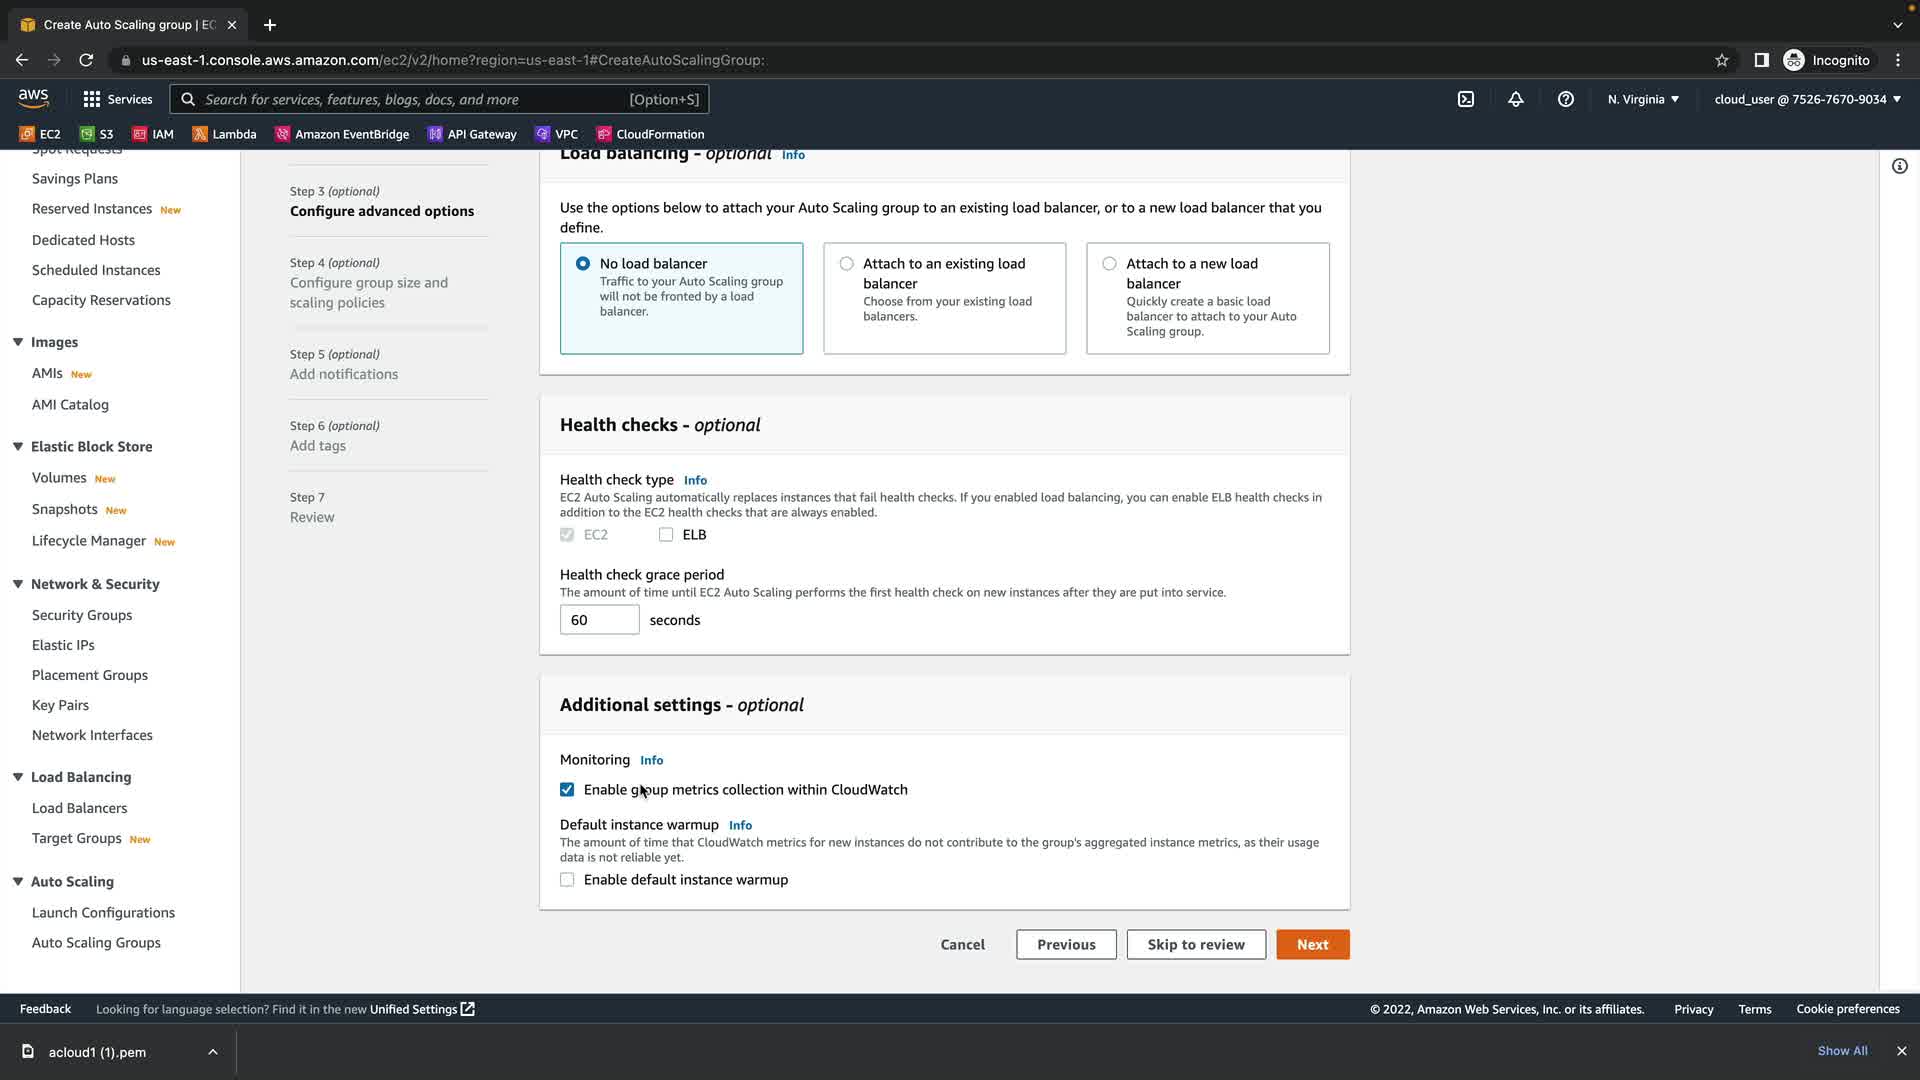 Create Auto Scaling group | EC
us-east-1.console.aws.amazon.com/ec2/v2/home?region=us-east-1#CreateAutoScalingGroup:
Incognito
aws
Services
Search for services, features, blogs, docs, and more
[Option+S]
N. Virginia
cloud_user @ 7526-7670-9034
EC2
S3
IAM
Lambda
Amazon EventBridge
API Gateway
VPC
CloudFormation
Spot Requests
Savings Plans
Reserved Instances New
Dedicated Hosts
Scheduled Instances
Capacity Reservations
Images
AMIs New
AMI Catalog
Elastic Block Store
Volumes New
Snapshots New
Lifecycle Manager New
Network & Security
Security Groups
Elastic IPs
Placement Groups
Key Pairs
Network Interfaces
Load Balancing
Load Balancers
Target Groups New
Auto Scaling
Launch Configurations
Auto Scaling Groups
Step 3 (optional)
Configure advanced options
Step 4 (optional)
Configure group size and
scaling policies
Step 5 (optional)
Add notifications
Step 6 (optional)
Add tags
Step 7
Review
Load balancing - optional Info
Use the options below to attach your Auto Scaling group to an existing load balancer, or to a new load balancer that you
define.
No load balancer
Traffic to your Auto Scaling group
will not be fronted by a load
balancer.
Attach to an existing load
balancer
Choose from your existing load
balancers.
Attach to a new load
balancer
Quickly create a basic load
balancer to attach to your Auto
Scaling group.
Health checks - optional
Health check type Info
EC2 Auto Scaling automatically replaces instances that fail health checks. If you enabled load balancing, you can enable ELB health checks in
addition to the EC2 health checks that are always enabled.
EC2
ELB
Health check grace period
The amount of time until EC2 Auto Scaling performs the first health check on new instances after they are put into service.
60 seconds
Additional settings - optional
Monitoring Info
Enable group metrics collection within CloudWatch
Default instance warmup Info
The amount of time that CloudWatch metrics for new instances do not contribute to the group's aggregated instance metrics, as their usage
data is not reliable yet.
Enable default instance warmup
Cancel
Previous
Skip to review
Next
Feedback
Looking for language selection? Find it in the new Unified Settings
© 2022, Amazon Web Services, Inc. or its affiliates.
Privacy
Terms
Cookie preferences
acloud1 (1).pem
Show All